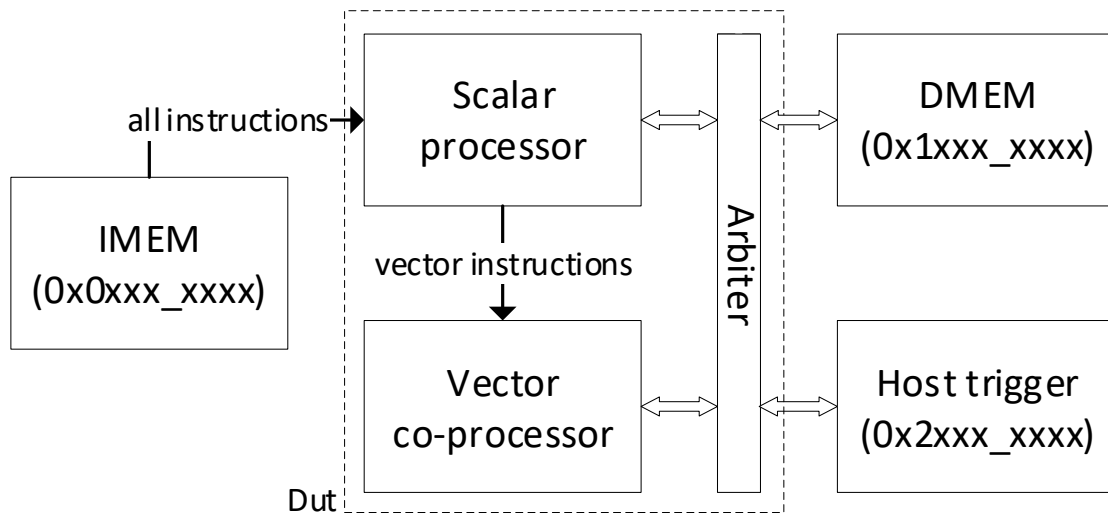 Scalar
processor
DMEM
(0x1xxx_xxxx)
all instructions
IMEM
(0x0xxx_xxxx)
vector instructions
Arbiter
Vector
co-processor
Host trigger
(0x2xxx_xxxx)
Dut